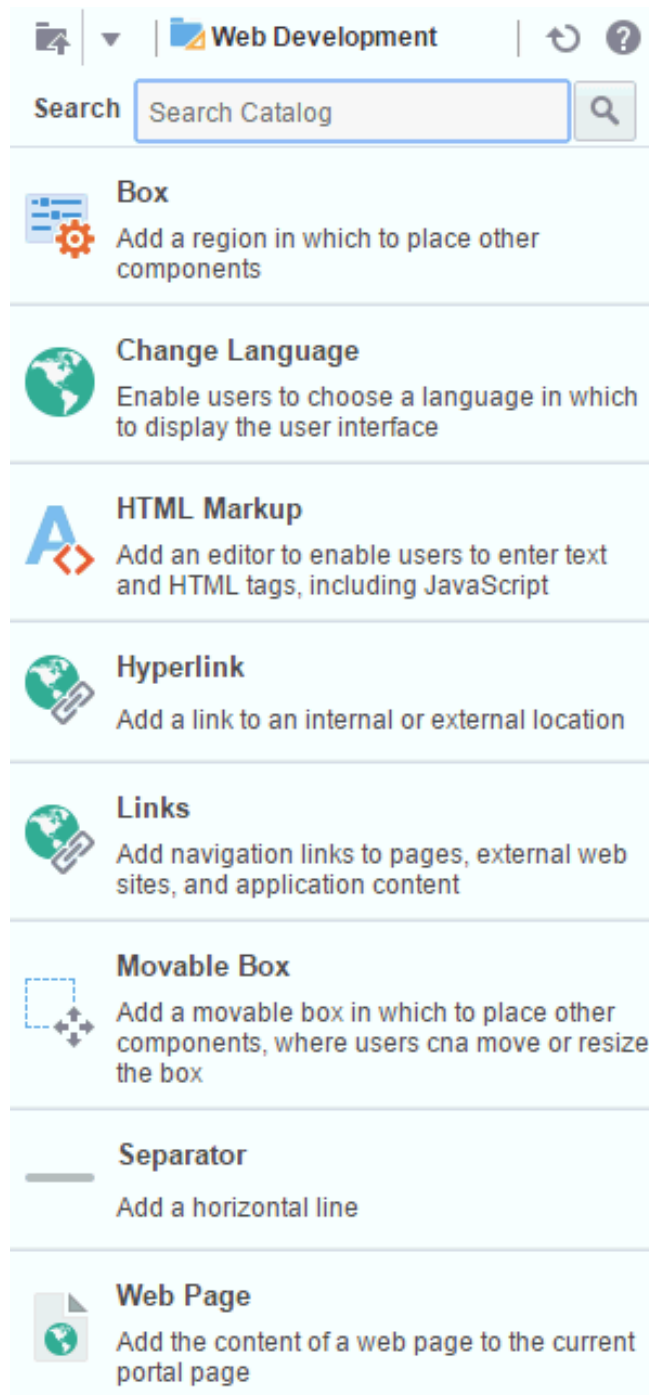 Web Development
Search Search Catalog
Box
Add a region in which to place other
components
Change Language
Enable users to choose a language in which
to display the user interface
HTML Markup
Add an editor to enable users to enter text
and HTML tags, including JavaScript
Hyperlink
Add a link to an internal or external location
Links
Add navigation links to pages, external web
sites, and application content
Movable Box
Add a movable box in which to place other
components, where users cna move or resize
the box
Separator
Add a horizontal line
Web Page
Add the content of a web page to the current
portal page